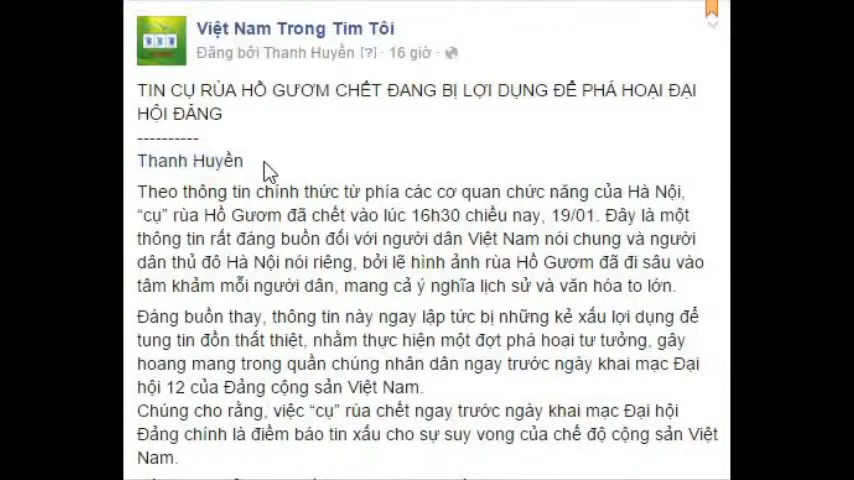 Việt Nam Trong Tim Tôi
Đăng bởi Thanh Huyền [?] · 16 giờ ·
TIN CỤ RÙA HỒ GƯƠM CHẾT ĐANG BỊ LỢI DỤNG ĐỂ PHÁ HOẠI ĐẠI
HỘI ĐẢNG
----------
Thanh Huyền
Theo thông tin chính thức từ phía các cơ quan chức năng của Hà Nội,
“cụ” rùa Hồ Gươm đã chết vào lúc 16h30 chiều nay, 19/01. Đây là một
thông tin rất đáng buồn đối với người dân Việt Nam nói chung và người
dân thủ đô Hà Nội nói riêng, bởi lẽ hình ảnh rùa Hồ Gươm đã đi sâu vào
tâm khảm mỗi người dân, mang cả ý nghĩa lịch sử và văn hóa to lớn.
Đáng buồn thay, thông tin này ngay lập tức bị những kẻ xấu lợi dụng để
tung tin đồn thất thiệt, nhằm thực hiện một đợt phá hoại tư tưởng, gây
hoang mang trong quần chúng nhân dân ngay trước ngày khai mạc Đại
hội 12 của Đảng cộng sản Việt Nam.
Chúng cho rằng, việc “cụ” rùa chết ngay trước ngày khai mạc Đại hội
Đảng chính là điềm báo tin xấu cho sự suy vong của chế độ cộng sản Việt
Nam.